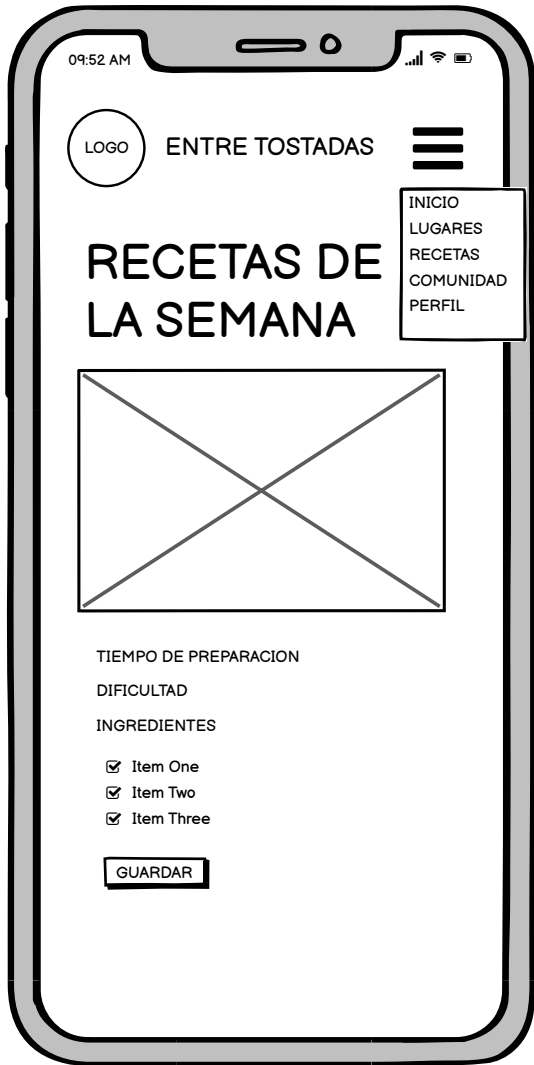 09:52 AM
LOGO
ENTRE TOSTADAS
INICIO
LUGARES
RECETAS
COMUNIDAD
PERFIL
RECETAS DE
LA SEMANA
TIEMPO DE PREPARACION
DIFICULTAD
INGREDIENTES
Item One
Item Two
Item Three
GUARDAR